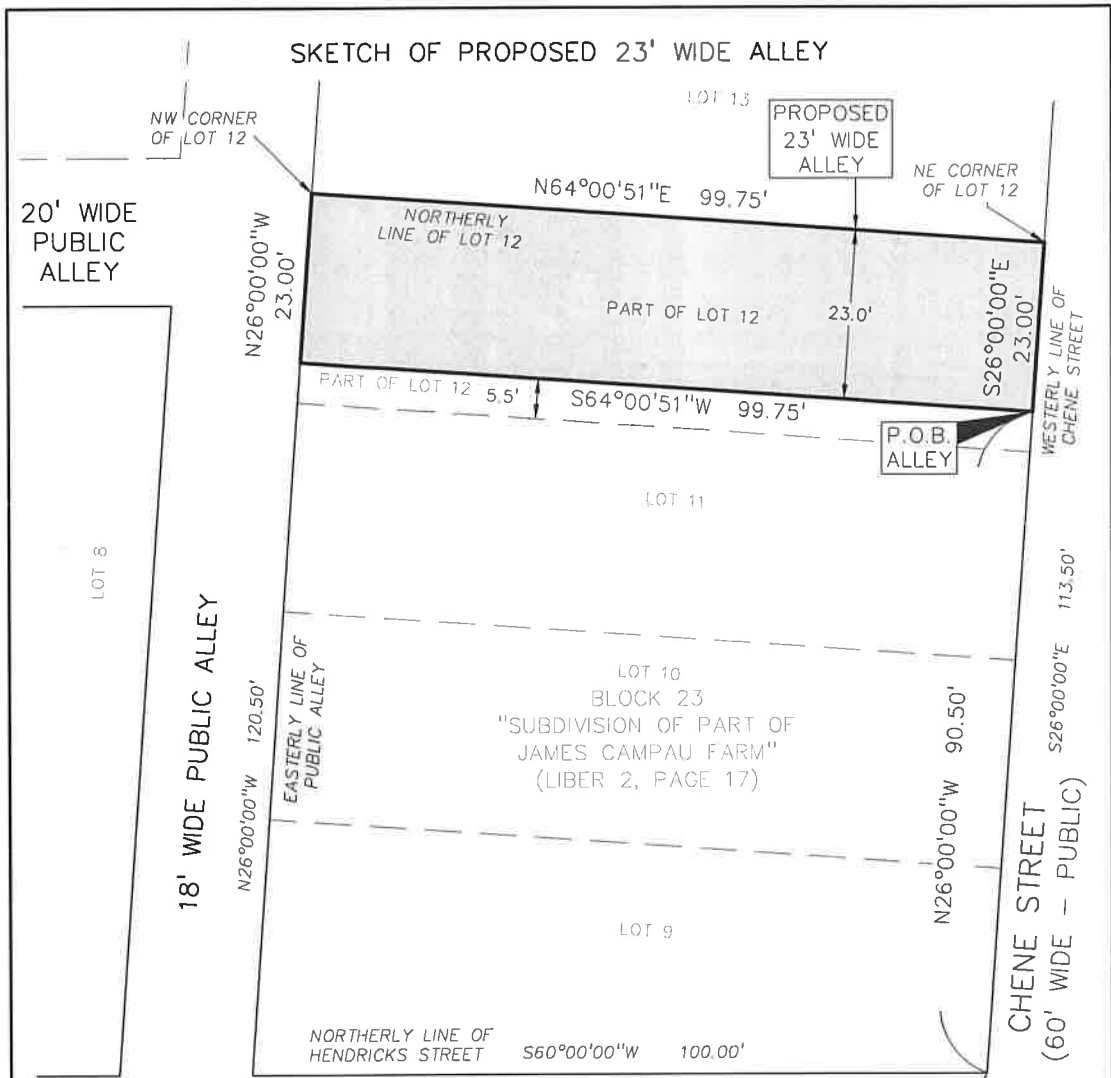 SKETCH OF PROPOSED 23' WIDE ALLEY
LOT 13
NW CORNER
OF LOT 12
PROPOSED
23' WIDE
ALLEY
NE CORNER
OF LOT 12
N64°00'51"E 99.75'
20' WIDE
PUBLIC
ALLEY
NORTHERLY
LINE OF LOT 12
N26°00'00"W
23.00'
PART OF LOT 12
23.0'
S26°00'00"E
23.00'
WESTERLY LINE OF
CHENE STREET
PART OF LOT 12
5.5'
S64°00'51"W 99.75'
P.O.B.
ALLEY
LOT 11
LOT 8
18' WIDE PUBLIC ALLEY
N26°00'00"W 120.50'
EASTERLY LINE OF
PUBLIC ALLEY
LOT 10
BLOCK 23
"SUBDIVISION OF PART OF
JAMES CAMPAU FARM"
(LIBER 2, PAGE 17)
N26°00'00"W 90.50'
S26°00'00"E 113.50'
CHENE STREET
(60' WIDE - PUBLIC)
LOT 9
NORTHERLY LINE OF
HENDRICKS STREET
S60°00'00"W 100.00'